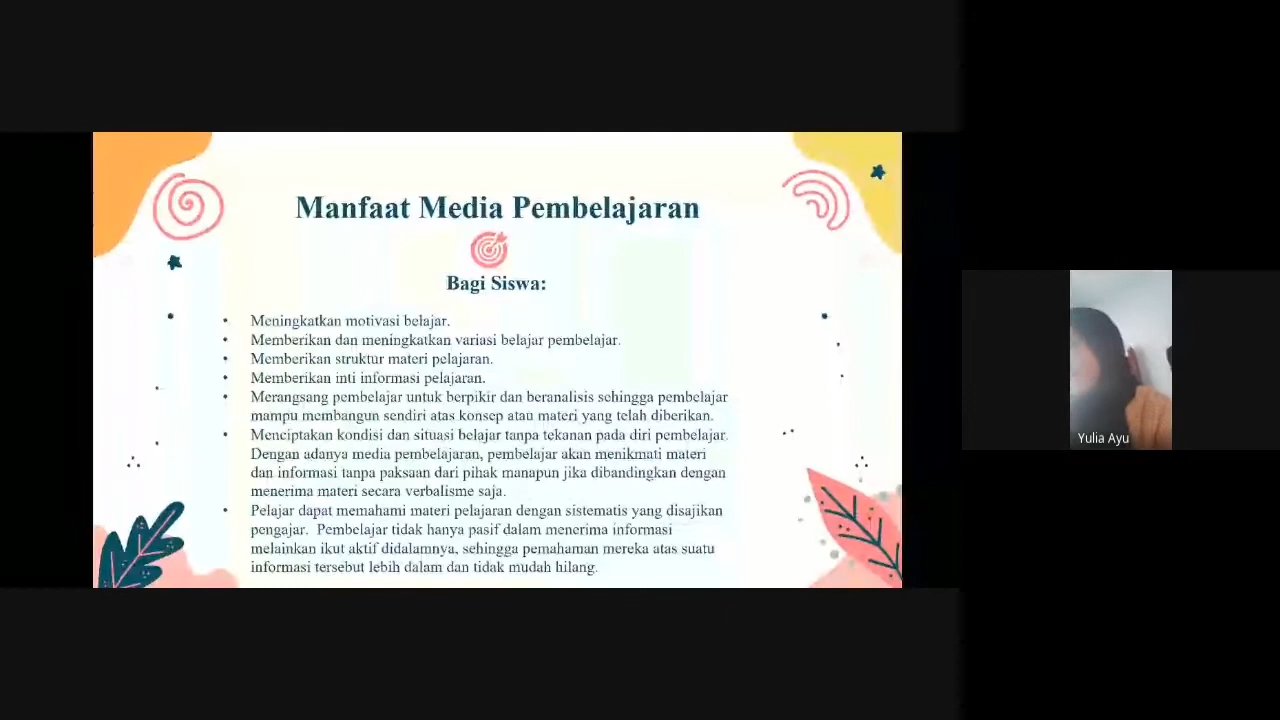 Manfaat Media Pembelajaran
Bagi Siswa:
• Meningkatkan motivasi belajar.
• Memberikan dan meningkatkan variasi belajar pembelajar.
• Memberikan struktur materi pelajaran.
• Memberikan inti informasi pelajaran.
• Merangsang pembelajar untuk berpikir dan beranalisis sehingga pembelajar
mampu membangun sendiri atas konsep atau materi yang telah diberikan.
• Menciptakan kondisi dan situasi belajar tanpa tekanan pada diri pembelajar.
Dengan adanya media pembelajaran, pembelajar akan menikmati materi
dan informasi tanpa paksaan dari pihak manapun jika dibandingkan dengan
menerima materi secara verbalisme saja.
• Pelajar dapat memahami materi pelajaran dengan sistematis yang disajikan
pengajar. Pembelajar tidak hanya pasif dalam menerima informasi
melainkan ikut aktif didalamnya, sehingga pemahaman mereka atas suatu
informasi tersebut lebih dalam dan tidak mudah hilang.
Yulia Ayu